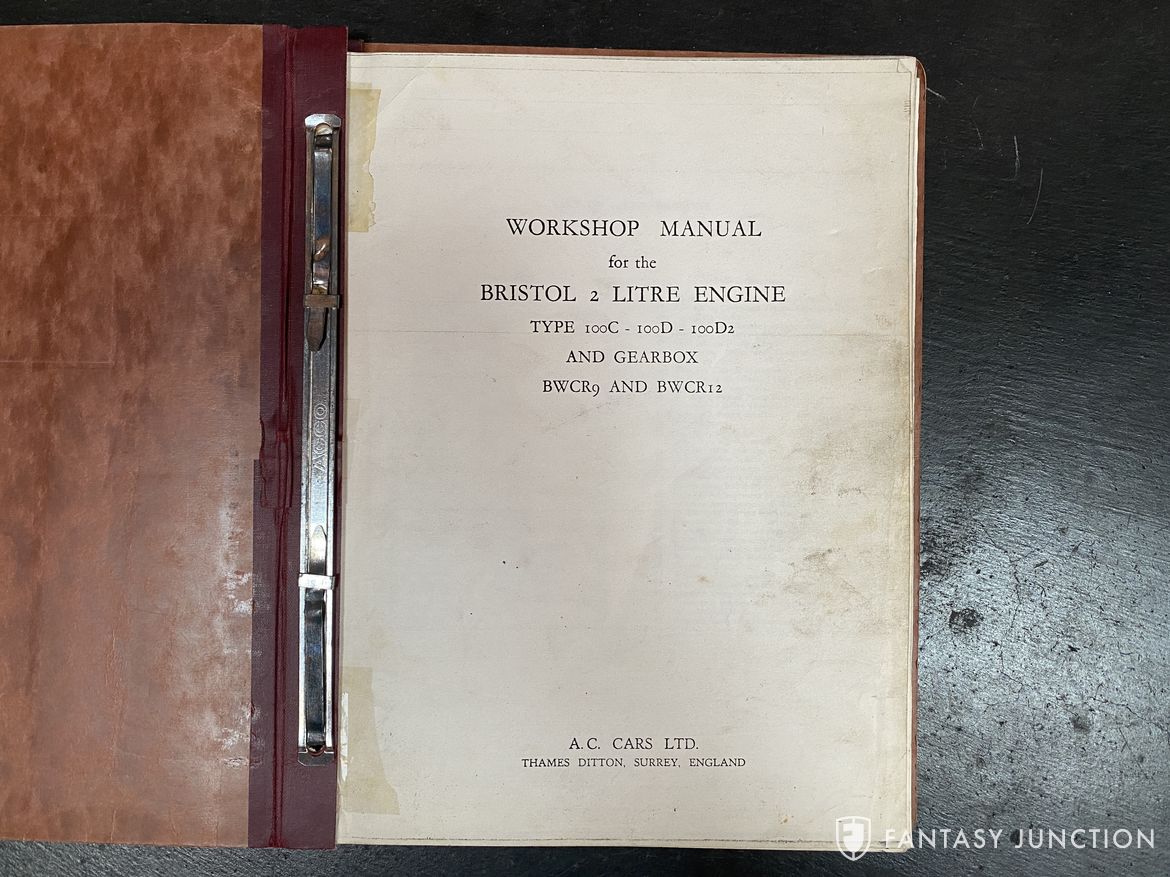 WORKSHOP MANUAL
for the
BRISTOL 2 LITRE ENGINE
TYPE 100C - 100D - 100D2
AND GEARBOX
BWCR9 AND BWCR12
A.C. CARS LTD.
THAMES DITTON, SURREY, ENGLAND
ACCO
FANTASY JUNCTION